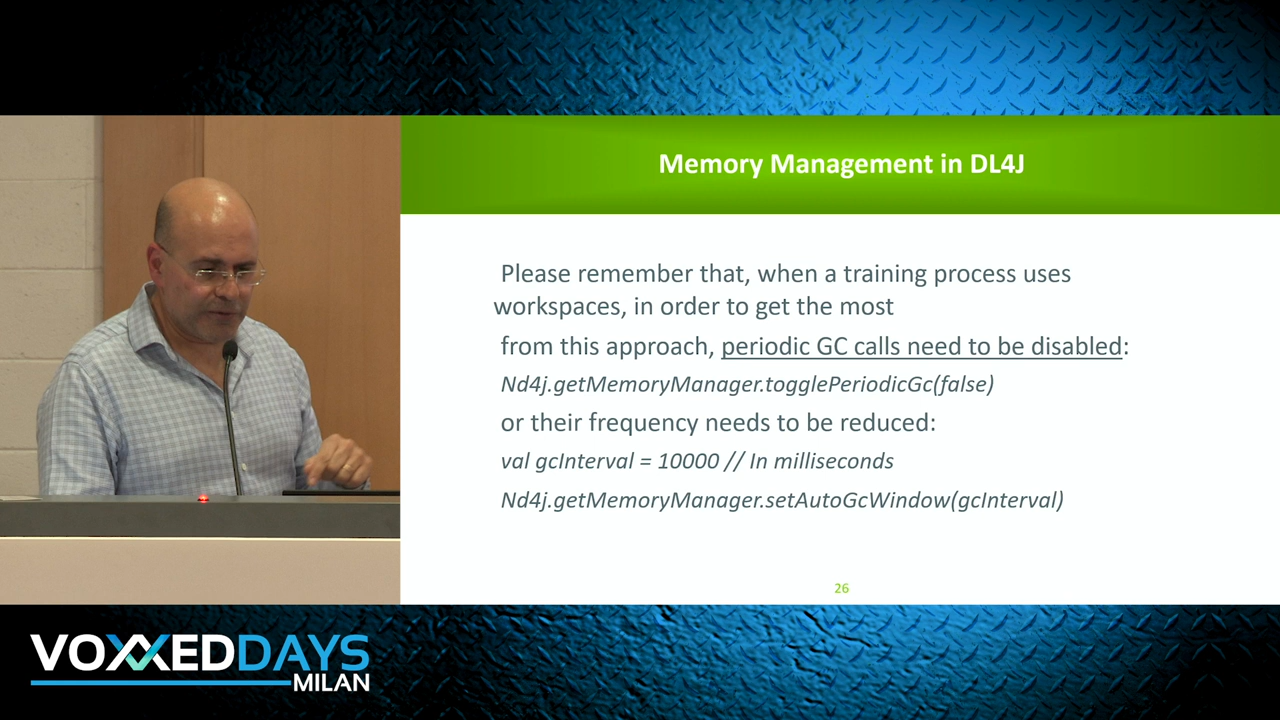 Memory Management in DL4J
Please remember that, when a training process uses
workspaces, in order to get the most
from this approach, periodic GC calls need to be disabled:
Nd4j.getMemoryManager.togglePeriodicGc(false)
or their frequency needs to be reduced:
val gcInterval = 10000 // In milliseconds
Nd4j.getMemoryManager.setAutoGcWindow(gcInterval)
26
VOXXEDDAYS
MILAN